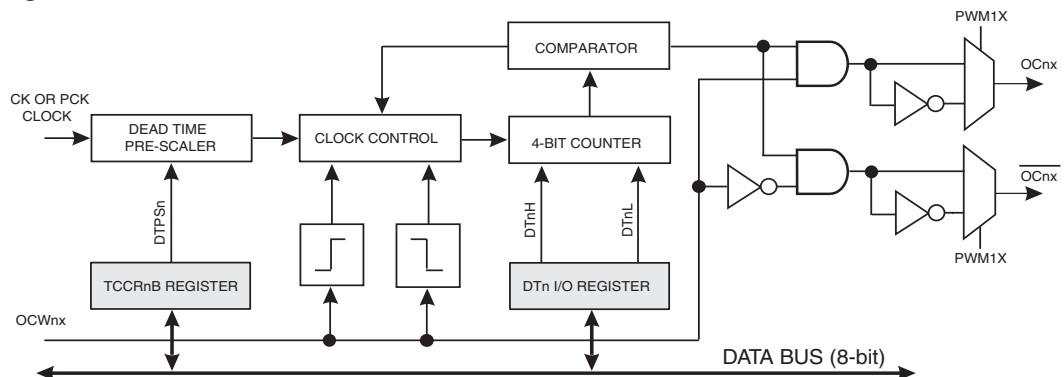 PWM1X
COMPARATOR
OCnx
CK OR PCK
CLOCK
DEAD TIME
PRE-SCALER
CLOCK CONTROL
4-BIT COUNTER
OCnx
DTPSn
DTnH
DTnL
PWM1X
TCCRnB REGISTER
DTn I/O REGISTER
OCWnx
DATA BUS (8-bit)